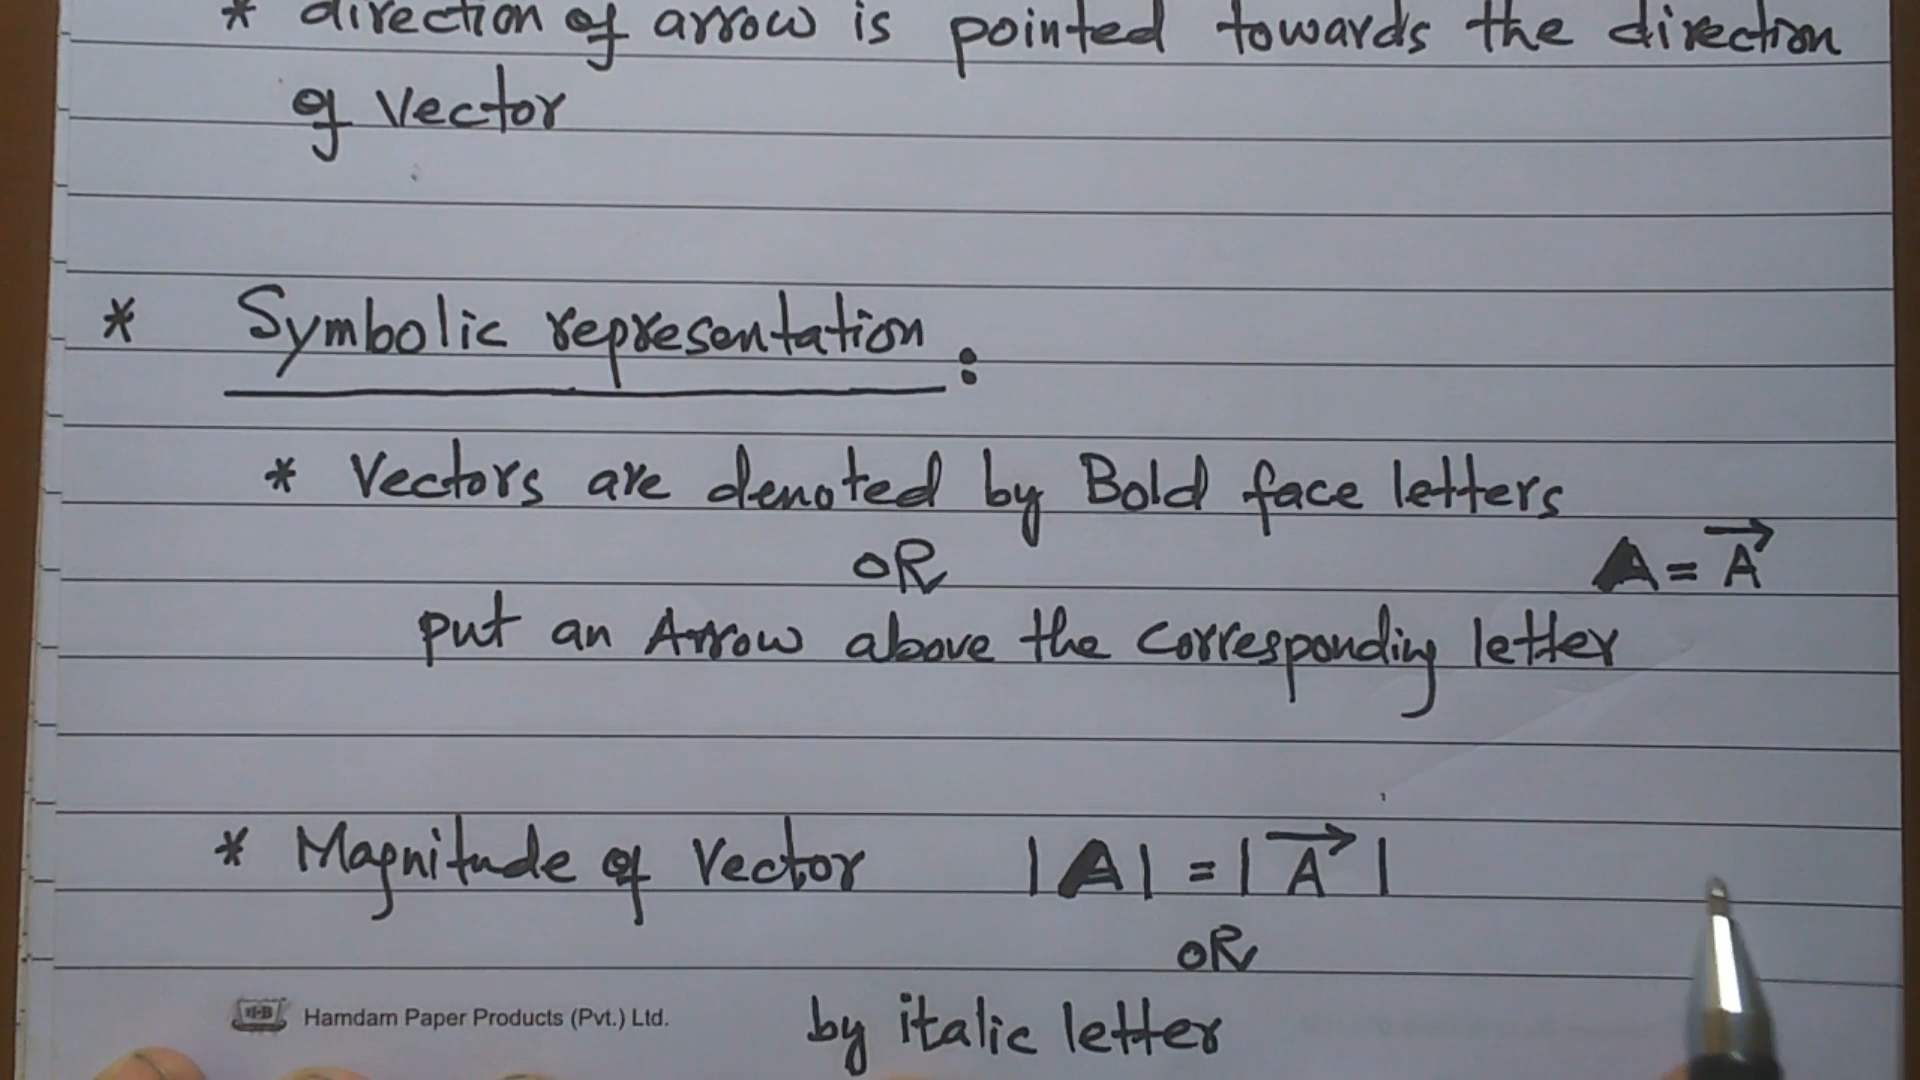 * direction of arrow is pointed towards the direction
of Vector
* Symbolic representation :
* Vectors are denoted by Bold face letters
OR
A = A⃗
put an Arrow above the corresponding letter
* Magnitude of Vector |A| = |A⃗|
OR
H-B Hamdam Paper Products (Pvt.) Ltd.
by italic letter